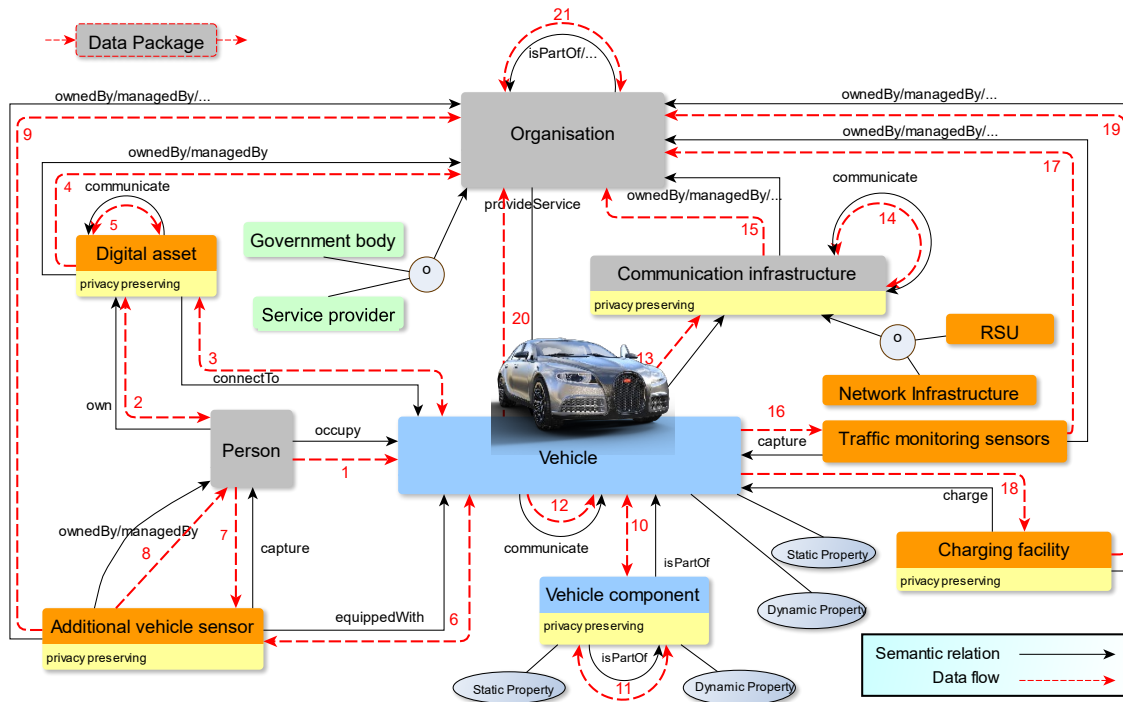 21
Data Package
isPartOf/...
ownedBy/managedBy/...
ownedBy/managedBy/...
9
19
Organisation
ownedBy/managedBy/...
ownedBy/managedBy
17
4
communicate
communicate
ownedBy/managedBy/...
provideService
14
5
15
Government body
Digital asset
o
Communication infrastructure
privacy preserving
privacy preserving
Service provider
20
RSU
o
3
13
connectTo
Network Infrastructure
own
2
16
occupy
Traffic monitoring sensors
capture
Person
Vehicle
1
18
charge
12
10
ownedBy/managedBy
7
8
capture
communicate
Static Property
Charging facility
isPartOf
privacy preserving
Vehicle component
Dynamic Property
equippedWith
6
Additional vehicle sensor
privacy preserving
isPartOf
Semantic relation
privacy preserving
Data flow
11
Static Property
Dynamic Property